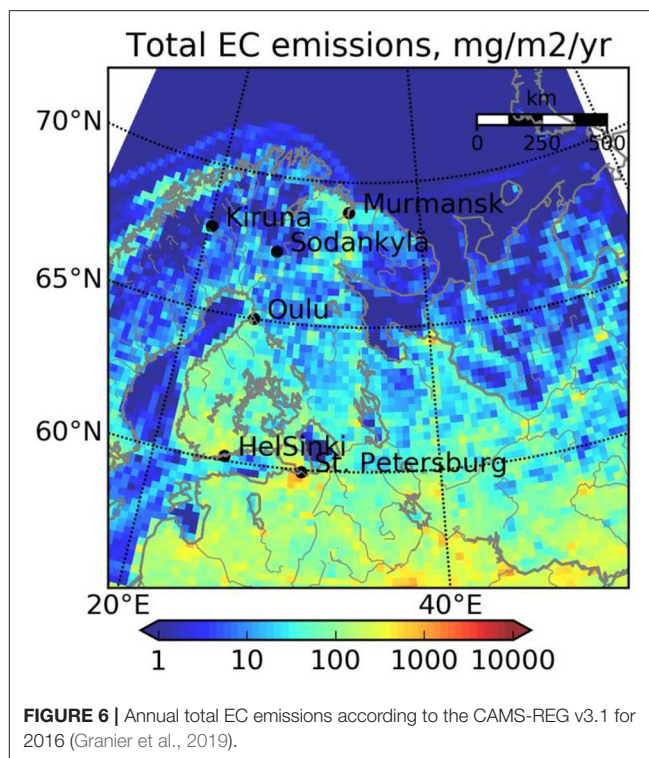 Total EC emissions, mg/m2/yr
km
0 250 500
70°N
Murmansk
Kiruna
Sodankyla
65°N
Oulu
60°N
HelSinki
St. Petersburg
20°E 40°E
1 10 100 1000 10000
FIGURE 6 | Annual total EC emissions according to the CAMS-REG v3.1 for
2016 (Granier et al., 2019).